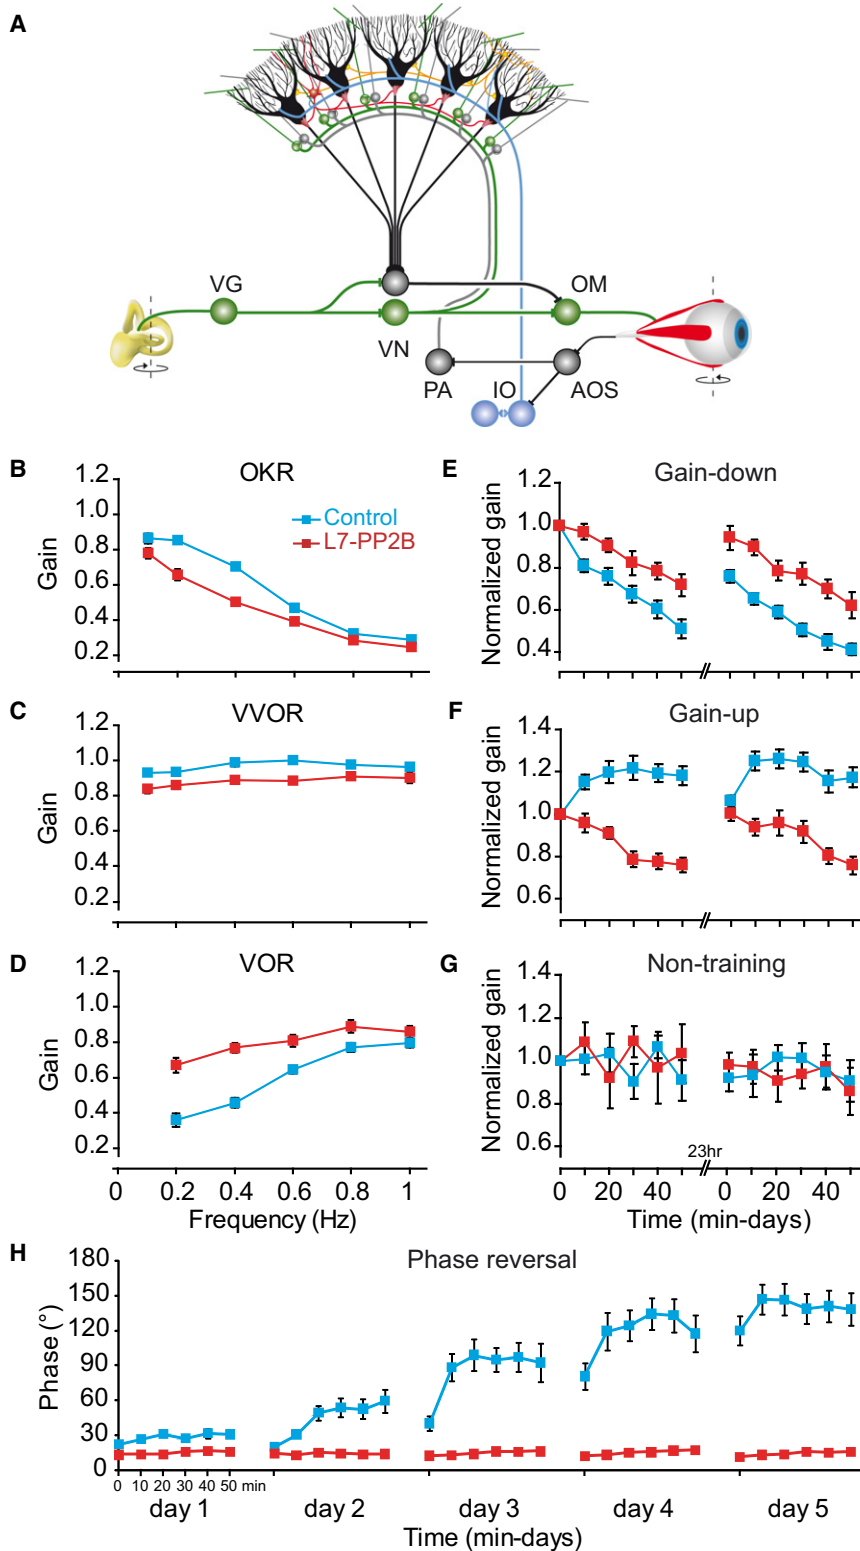 A
VG
OM
VN
PA
IO
AOS
B
OKR
1.2
1.0
0.8
0.6
0.4
0.2
Gain
Control
L7-PP2B
C
VVOR
1.2
1.0
0.8
0.6
0.4
0.2
Gain
D
VOR
1.2
1.0
0.8
0.6
0.4
0.2
Gain
0 0.2 0.4 0.6 0.8 1
Frequency (Hz)
E
Gain-down
1.2
1.0
0.8
0.6
0.4
Normalized gain
F
Gain-up
1.4
1.2
1.0
0.8
0.6
Normalized gain
G
Non-training
1.4
1.2
1.0
0.8
0.6
Normalized gain
23hr
0 20 40 0 20 40
Time (min-days)
H
Phase reversal
180
150
120
90
60
30
0
Phase (°)
0 10 20 30 40 50 min
day 1 day 2 day 3 day 4 day 5
Time (min-days)